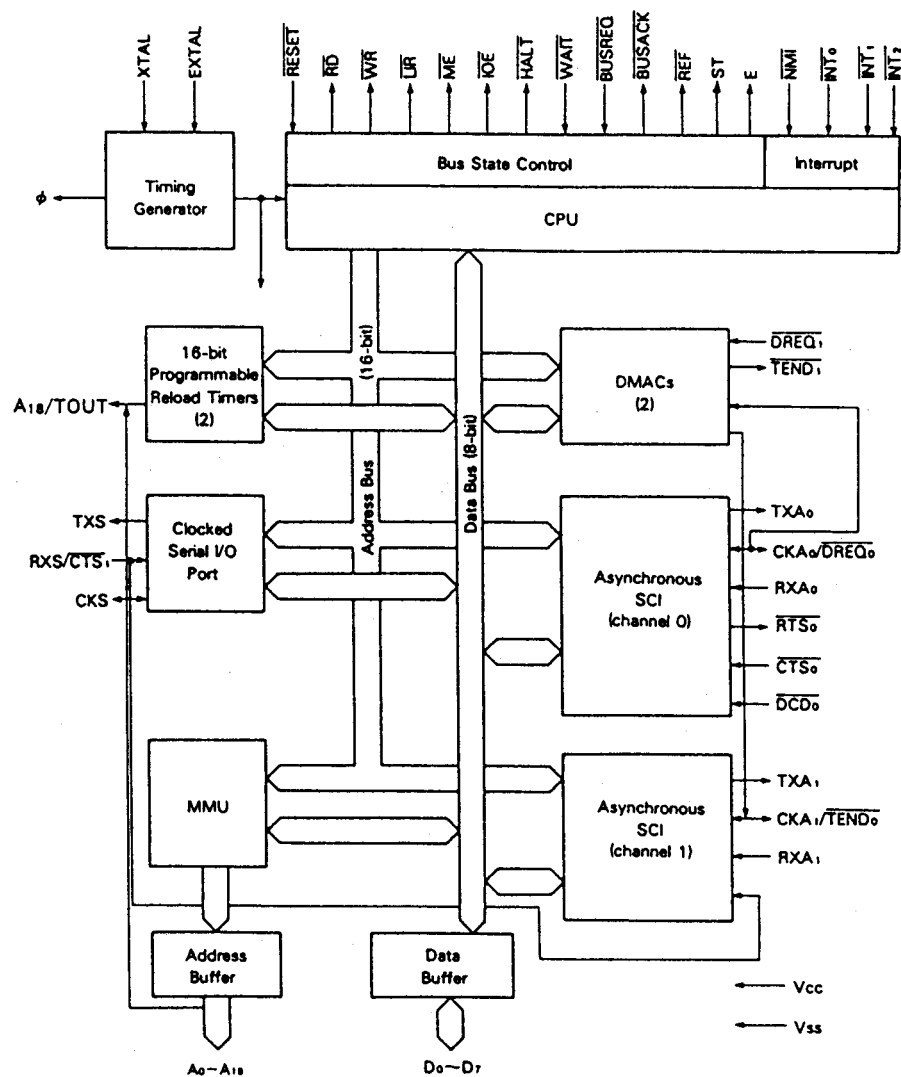 XTAL
EXTAL
RESET
RD
WR
LIR
ME
IOE
HALT
WAIT
BUSREQ
BUSACK
REF
ST
E
NMI
INT₀
INT₁
INT₂
Timing
Generator
φ
Bus State Control
Interrupt
CPU
16-bit
Programmable
Reload Timers
(2)
A₁₈/TOUT
(16-bit)
Address Bus
Data Bus (8-bit)
DMACs
(2)
DREQ₁
TEND₁
TXS
RXS/CTS₁
CKS
Clocked
Serial I/O
Port
Asynchronous
SCI
(channel 0)
TXA₀
CKA₀/DREQ₀
RXA₀
RTS₀
CTS₀
DCD₀
MMU
Asynchronous
SCI
(channel 1)
TXA₁
CKA₁/TEND₀
RXA₁
Address
Buffer
Data
Buffer
Vcc
Vss
A₀~A₁₈
D₀~D₇